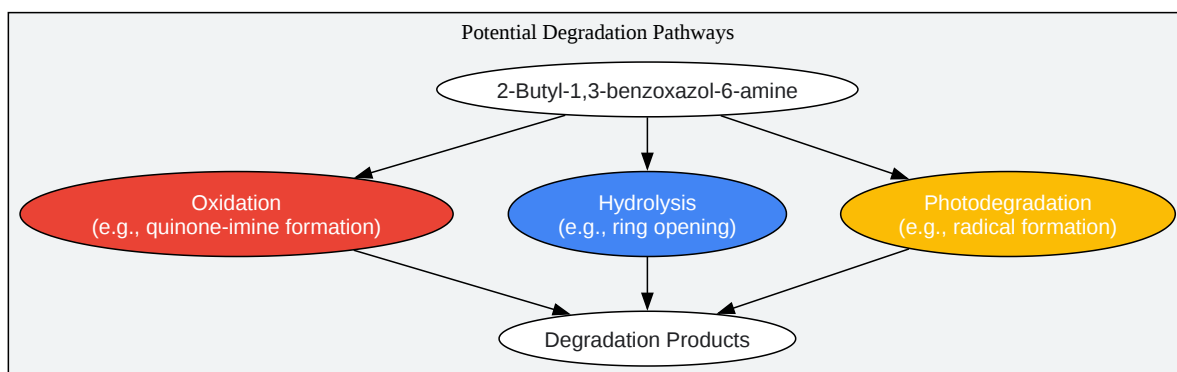 Potential Degradation Pathways
2-Butyl-1,3-benzoxazol-6-amine
Oxidation
(e.g., quinone-imine formation)
Hydrolysis
(e.g., ring opening)
Photodegradation
(e.g., radical formation)
Degradation Products